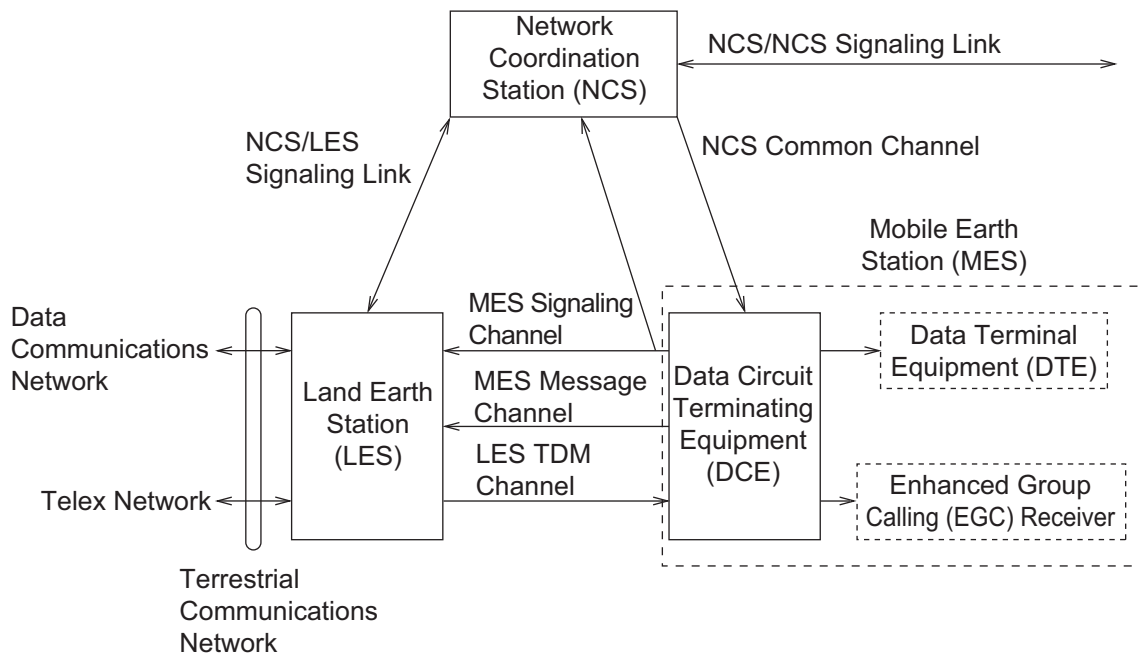 Network
Coordination
Station (NCS)
NCS/NCS Signaling Link
NCS/LES
Signaling Link
NCS Common Channel
Mobile Earth
Station (MES)
Data
Communications
Network
MES Signaling
Channel
Data Terminal
Equipment (DTE)
Land Earth
Station
(LES)
MES Message
Channel
Data Circuit
Terminating
Equipment
(DCE)
LES TDM
Channel
Telex Network
Enhanced Group
Calling (EGC) Receiver
Terrestrial
Communications
Network